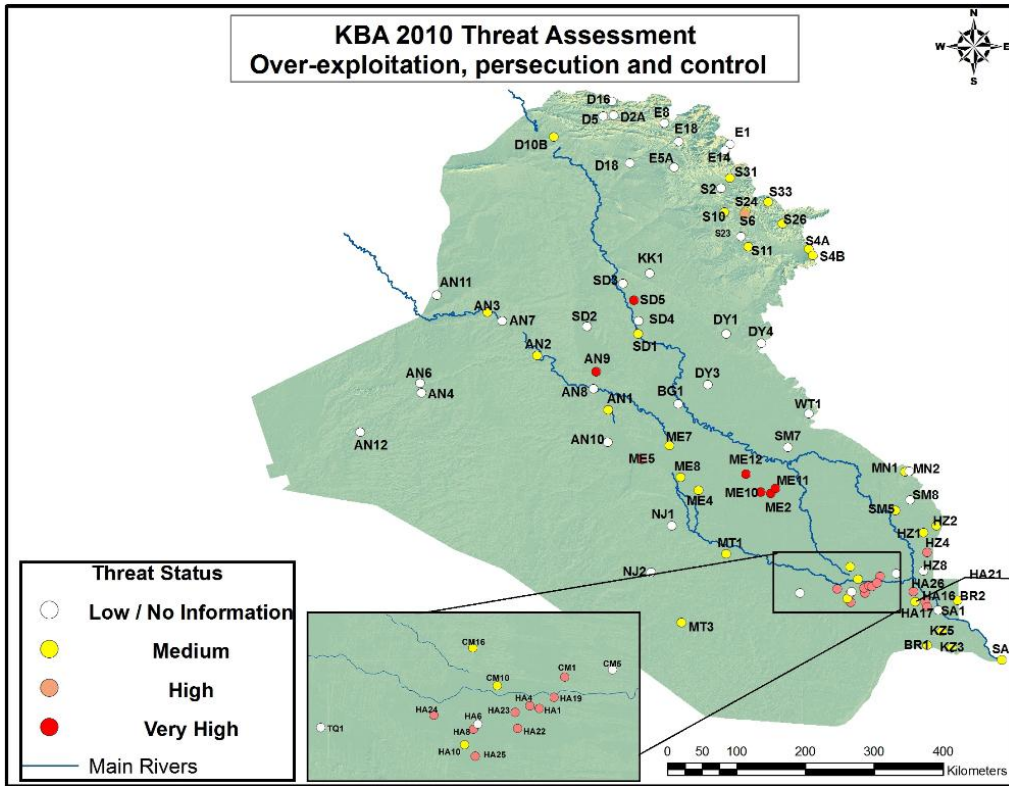 KBA 2010 Threat Assessment
Over-exploitation, persecution and control
N
W E
S
D16
D5 D2A
E8
E18
E1
D10B
E14
D18 E5A
S31
S2
S33
S24
S10 S6
S26
S23
S11
S4A
S4B
KK1
AN11
SD3
SD5
AN3
AN7
SD2
SD4
DY1
SD1
DY4
AN2
AN9
AN6
DY3
AN8
AN4
BG1
AN1
WT1
AN12
AN10
ME7
SM7
ME5
ME12
MN1 MN2
ME8
ME11
ME4
ME10
ME2
SM8
SM5
NJ1
HZ2
HZ1
HZ4
MT1
NJ2
HZ8
HA21
HA26
HA16
BR2
HA17
SA1
MT3
KZ5
BR1
KZ3
SA
Threat Status
Low / No Information
Medium
High
Very High
Main Rivers
CM16
CM1
CM5
CM10
HA19
HA4
HA24
HA23
HA1
HA6
TQ1
HA8
HA22
HA10
HA25
0 50 100 200 300 400
Kilometers